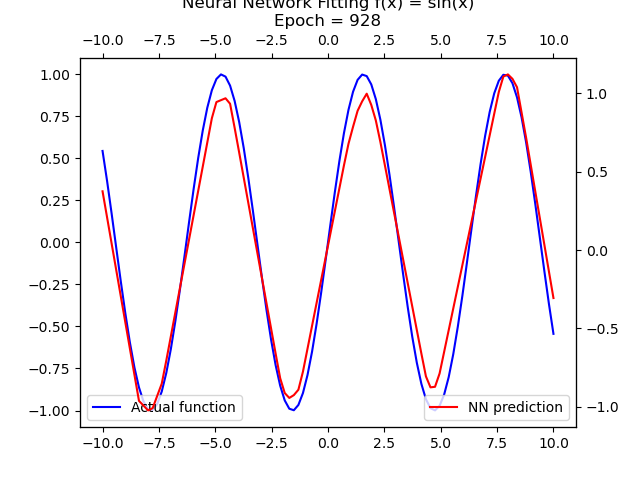 Neural Network Fitting f(x) = sin(x)
Epoch = 928
−10.0 −7.5 −5.0 −2.5 0.0 2.5 5.0 7.5 10.0
1.00
0.75
0.50
0.25
0.00
−0.25
−0.50
−0.75
−1.00
1.0
0.5
0.0
−0.5
−1.0
Actual function
NN prediction
−10.0 −7.5 −5.0 −2.5 0.0 2.5 5.0 7.5 10.0